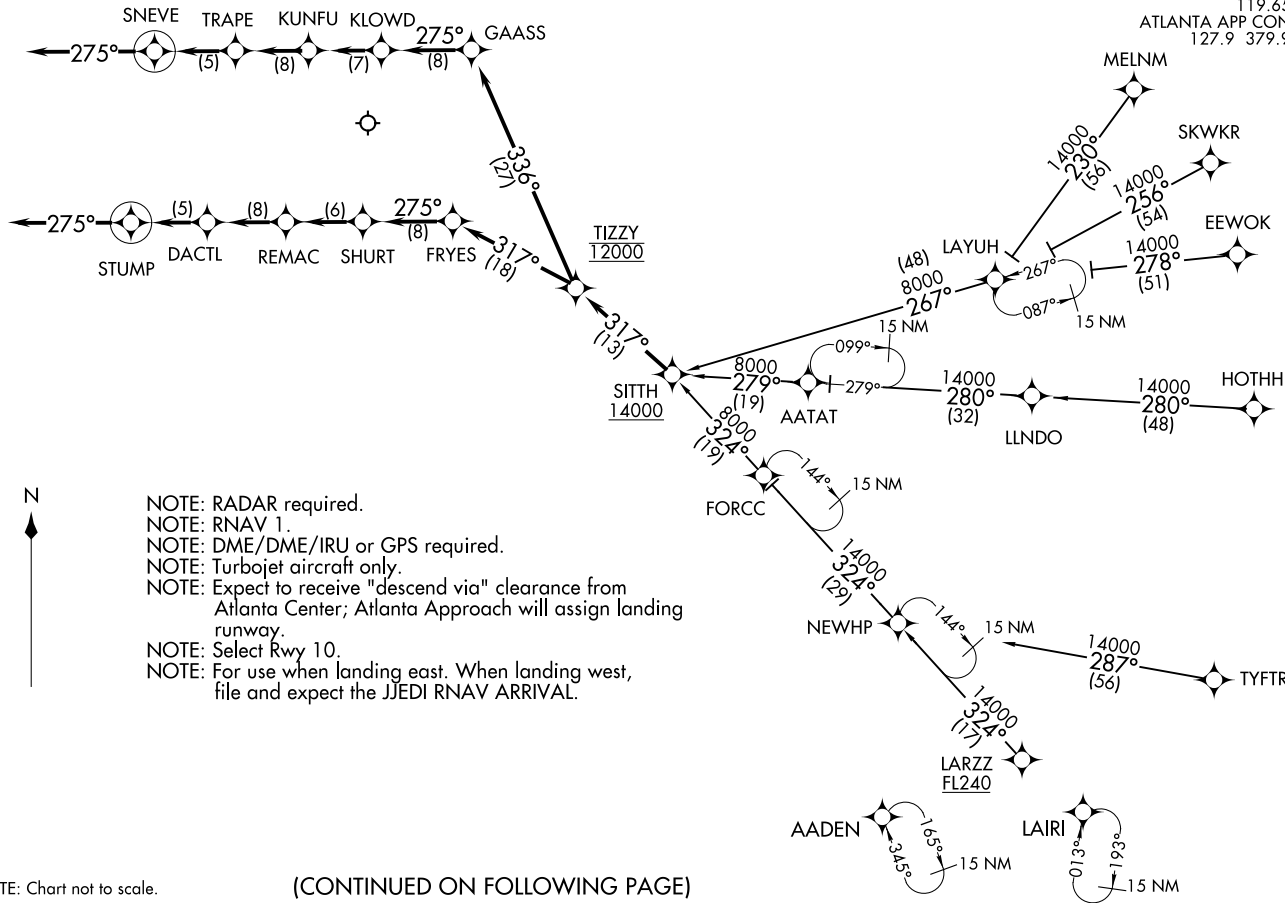 119.65
ATLANTA APP CON
127.9 379.9
SNEVE
TRAPE
KUNFU
KLOWD
GAASS
275°
(5)
(8)
(7)
275°
(8)
336°
(27)
275°
(5)
(8)
(6)
275°
(8)
STUMP
DACTL
REMAC
SHURT
FRYES
317°
(18)
TIZZY
12000
317°
(13)
SITTH
14000
MELNM
14000
230°
(56)
SKWKR
14000
256°
(54)
EEWOK
14000
278°
(51)
LAYUH
267°
087°
15 NM
(48)
8000
267°
15 NM
099°
279°
8000
279°
(19)
AATAT
14000
280°
(32)
LLNDO
14000
280°
(48)
HOTHH
8000
324°
(19)
FORCC
144°
15 NM
14000
324°
(29)
NEWHP
144°
15 NM
14000
287°
(56)
TYFTR
14000
324°
(17)
LARZZ
FL240
AADEN
165°
345°
15 NM
LAIRI
013°
193°
15 NM
N
NOTE: RADAR required.
NOTE: RNAV 1.
NOTE: DME/DME/IRU or GPS required.
NOTE: Turbojet aircraft only.
NOTE: Expect to receive "descend via" clearance from
Atlanta Center; Atlanta Approach will assign landing
runway.
NOTE: Select Rwy 10.
NOTE: For use when landing east. When landing west,
file and expect the JJEDI RNAV ARRIVAL.
TE: Chart not to scale.
(CONTINUED ON FOLLOWING PAGE)